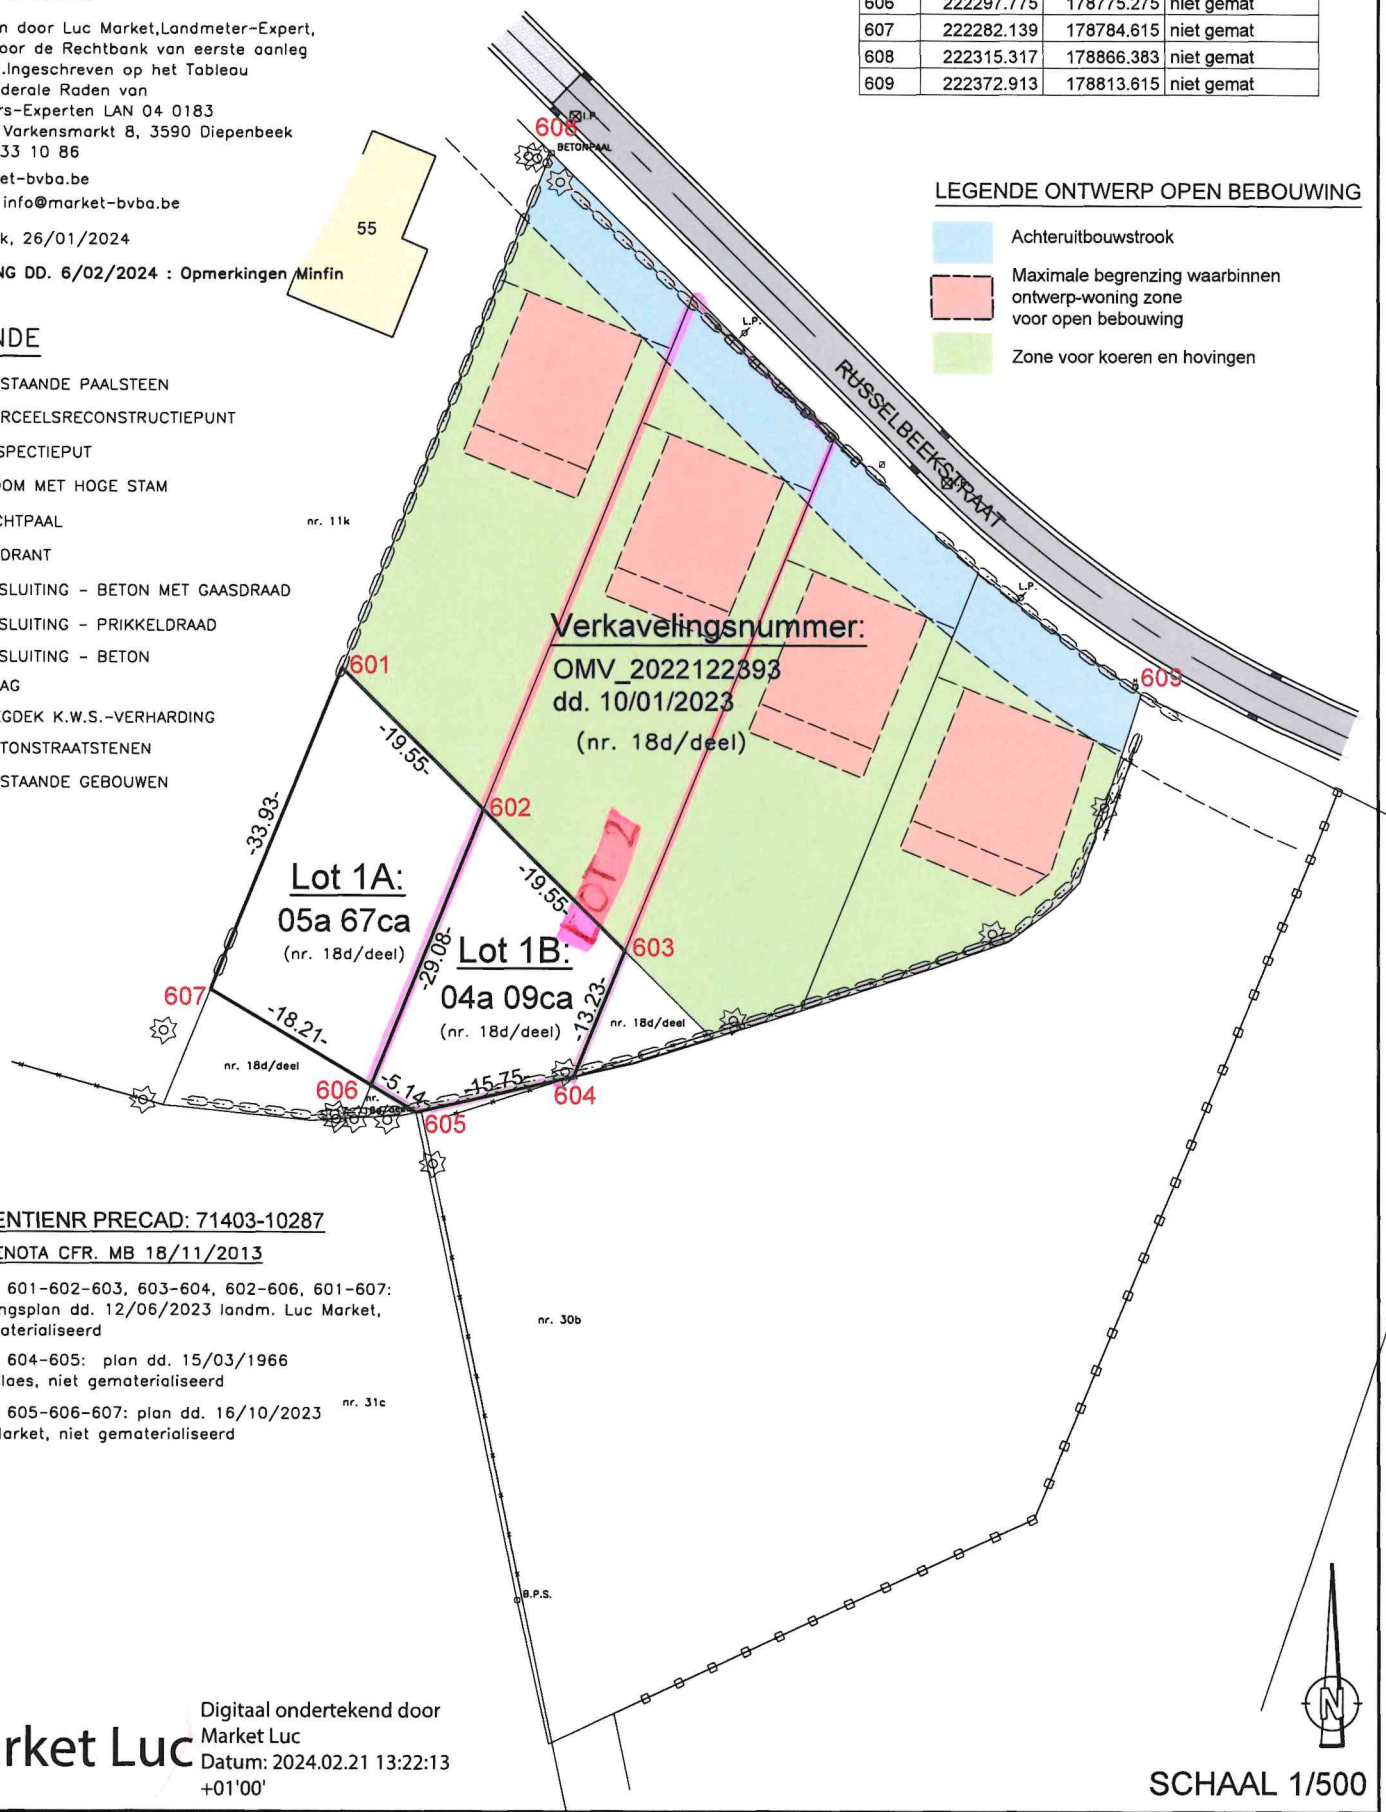 n door Luc Market,Landmeter-Expert,
oor de Rechtbank van eerste aanleg
.Ingeschreven op het Tableau
derale Raden van
rs-Experten LAN 04 0183
Varkensmarkt 8, 3590 Diepenbeek
33 10 86
et-bvba.be
info@market-bvba.be
k, 26/01/2024
NG DD. 6/02/2024 : Opmerkingen Minfin
606 222297.775 178775.275 niet gemat
607 222282.139 178784.615 niet gemat
608 222315.317 178866.383 niet gemat
609 222372.913 178813.615 niet gemat
LEGENDE ONTWERP OPEN BEBOUWING
Achteruitbouwstrook
Maximale begrenzing waarbinnen
ontwerp-woning zone
voor open bebouwing
Zone voor koeren en hovingen
NDE
STAANDE PAALSTEEN
RCEELSRECONSTRUCTIEPUNT
SPECTIEPUT
OOM MET HOGE STAM
CHTPAAL
DRANT
SLUITING - BETON MET GAASDRAAD
SLUITING - PRIKKELDRAAD
SLUITING - BETON
AG
EGDEK K.W.S.-VERHARDING
TONSTRAATSTENEN
STAANDE GEBOUWEN
608
I.P.
BETONPAAL
55
L.P.
RUSSELBEEKSTRAAT
L.P.
609
nr. 11k
601
Verkavelingsnummer:
OMV_2022122393
dd. 10/01/2023
(nr. 18d/deel)
-19.55-
602
-33.93-
LOT 2
Lot 1A:
05a 67ca
(nr. 18d/deel)
-19.55-
603
-29.08-
Lot 1B:
04a 09ca
(nr. 18d/deel)
-13.23-
nr. 18d/deel
607
-18.21-
nr. 18d/deel
606
-5.14-
nr.
-15.75-
604
605
ENTIENR PRECAD: 71403-10287
ENOTA CFR. MB 18/11/2013
601-602-603, 603-604, 602-606, 601-607:
ngsplan dd. 12/06/2023 landm. Luc Market,
aterialiseerd
604-605: plan dd. 15/03/1966
laes, niet gematerialiseerd
605-606-607: plan dd. 16/10/2023
Market, niet gematerialiseerd
nr. 30b
nr. 31c
B.P.S.
rket Luc
Digitaal ondertekend door
Market Luc
Datum: 2024.02.21 13:22:13
+01'00'
N
SCHAAL 1/500